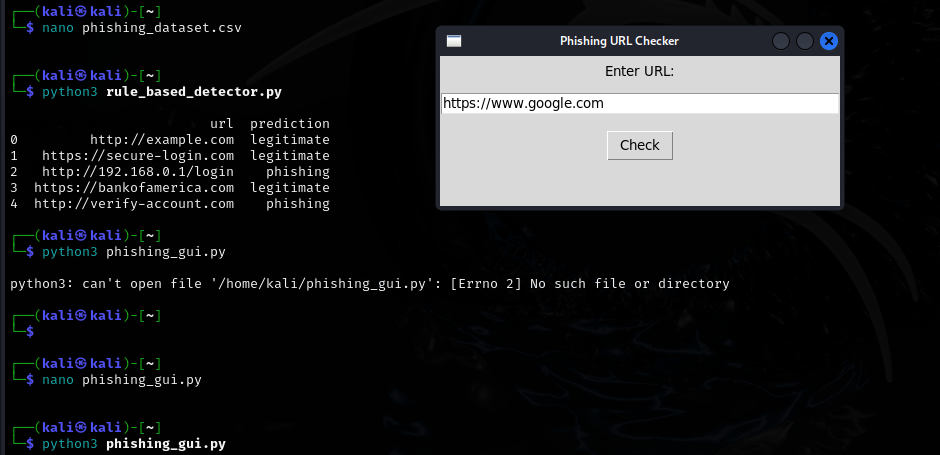 ┌──(kali㉿kali)-[~]
└─$ nano phishing_dataset.csv
┌──(kali㉿kali)-[~]
└─$ python3 rule_based_detector.py
url  prediction
0         http://example.com  legitimate
1   https://secure-login.com  legitimate
2   http://192.168.0.1/login    phishing
3  https://bankofamerica.com  legitimate
4  http://verify-account.com    phishing
┌──(kali㉿kali)-[~]
└─$ python3 phishing_gui.py
python3: can't open file '/home/kali/phishing_gui.py': [Errno 2] No such file or directory
┌──(kali㉿kali)-[~]
└─$
┌──(kali㉿kali)-[~]
└─$ nano phishing_gui.py
┌──(kali㉿kali)-[~]
└─$ python3 phishing_gui.py
Phishing URL Checker
Enter URL:
https://www.google.com
Check